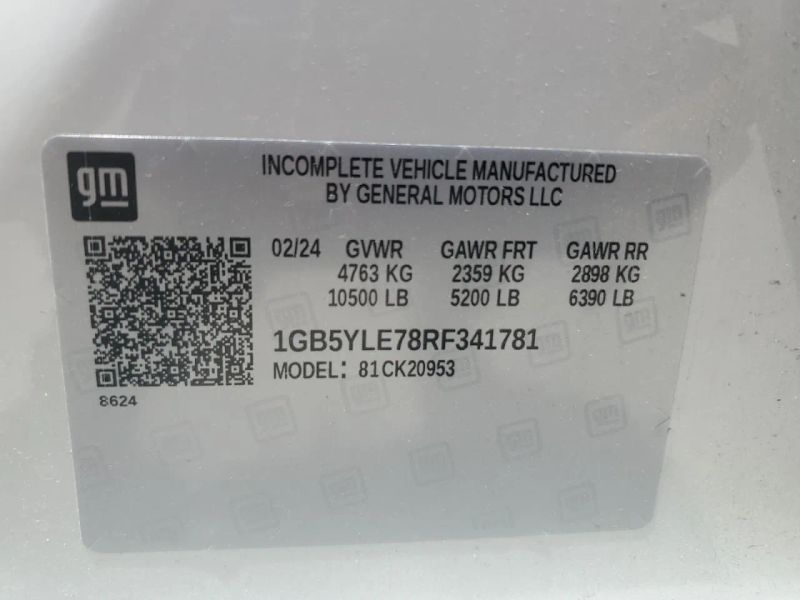 gm
INCOMPLETE VEHICLE MANUFACTURED
BY GENERAL MOTORS LLC
02/24 GVWR GAWR FRT GAWR RR
4763 KG 2359 KG 2898 KG
10500 LB 5200 LB 6390 LB
1GB5YLE78RF341781
MODEL: 81CK20953
8624